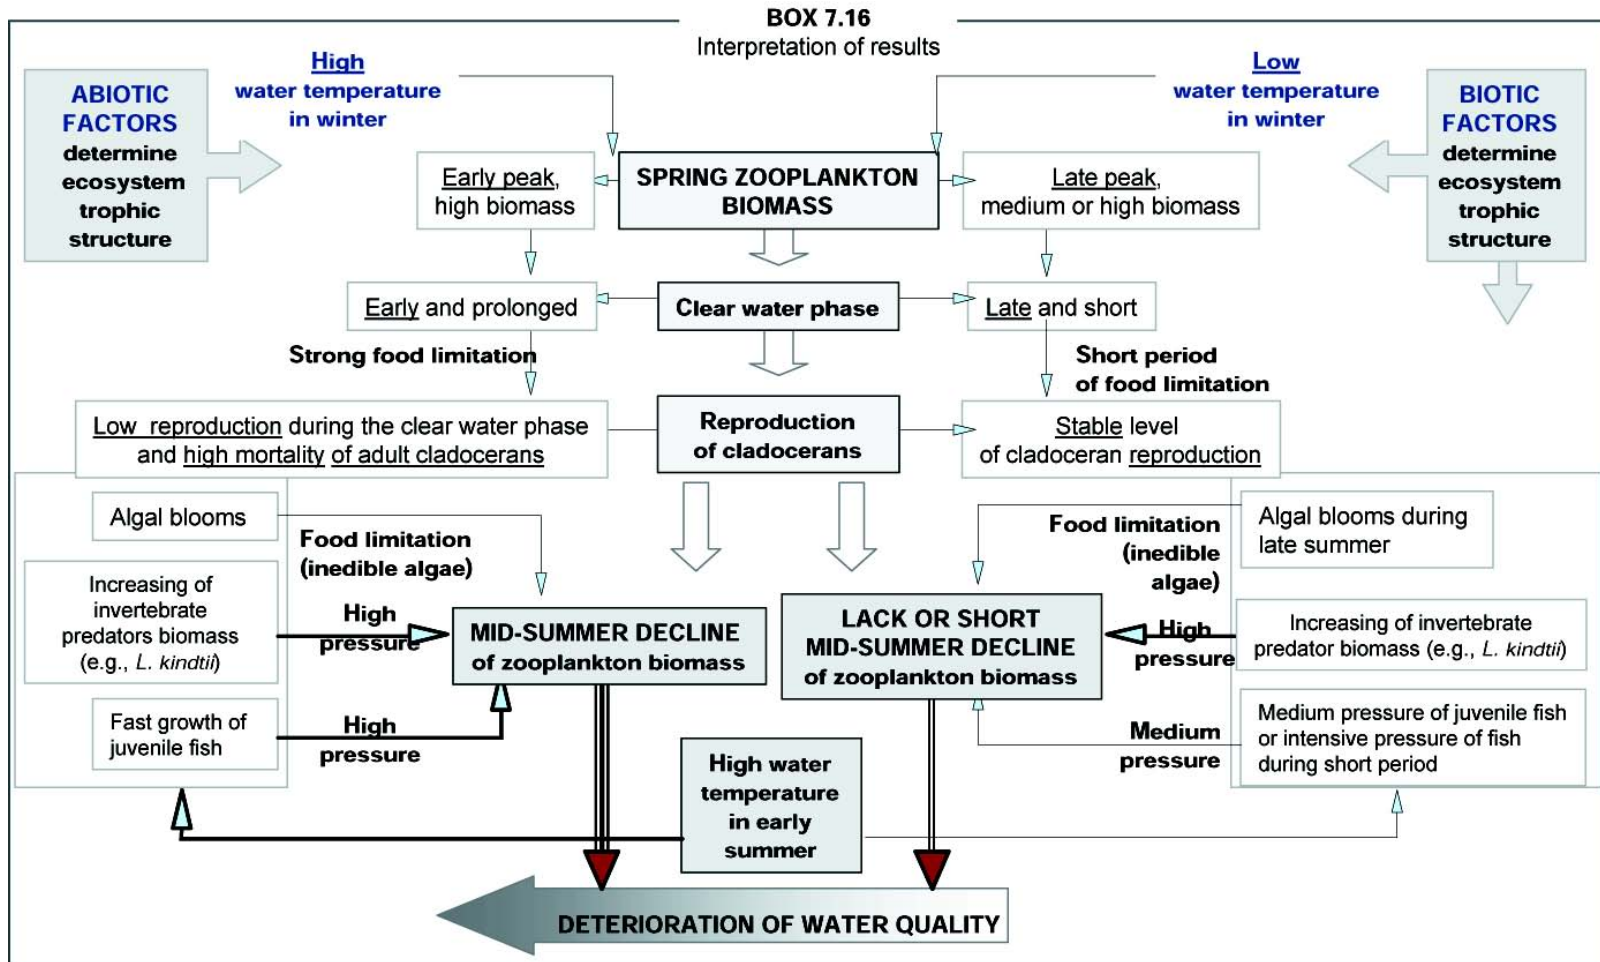 BOX 7.16
Interpretation of results
ABIOTIC
FACTORS
determine
ecosystem
trophic
structure
High
water temperature
in winter
Low
water temperature
in winter
BIOTIC
FACTORS
determine
ecosystem
trophic
structure
Early peak,
high biomass
SPRING ZOOPLANKTON
BIOMASS
Late peak,
medium or high biomass
Early and prolonged
Clear water phase
Late and short
Strong food limitation
Short period
of food limitation
Low reproduction during the clear water phase
and high mortality of adult cladocerans
Reproduction
of cladocerans
Stable level
of cladoceran reproduction
Algal blooms
Food limitation
(inedible algae)
Food limitation
(inedible
algae)
Algal blooms during
late summer
Increasing of
invertebrate
predators biomass
(e.g., L. kindtii)
High
pressure
MID-SUMMER DECLINE
of zooplankton biomass
LACK OR SHORT
MID-SUMMER DECLINE
of zooplankton biomass
High
pressure
Increasing of invertebrate
predator biomass (e.g., L. kindtii)
Fast growth of
juvenile fish
High
pressure
High water
temperature
in early
summer
Medium
pressure
Medium pressure of juvenile fish
or intensive pressure of fish
during short period
DETERIORATION OF WATER QUALITY